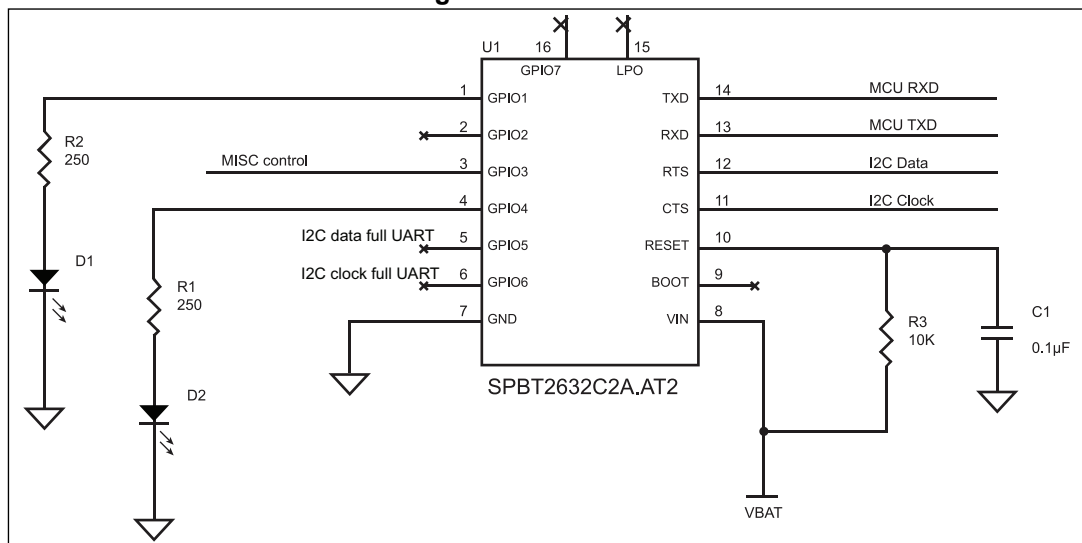 g
U1
16
15
GPIO7
LPO
1
GPIO1
TXD
14
MCU RXD
R2
250
2
GPIO2
RXD
13
MCU TXD
MISC control
3
GPIO3
RTS
12
I2C Data
4
GPIO4
CTS
11
I2C Clock
I2C data full UART
5
GPIO5
RESET
10
D1
I2C clock full UART
6
GPIO6
BOOT
9
R1
250
7
GND
VIN
8
R3
10K
C1
0.1µF
SPBT2632C2A.AT2
D2
VBAT